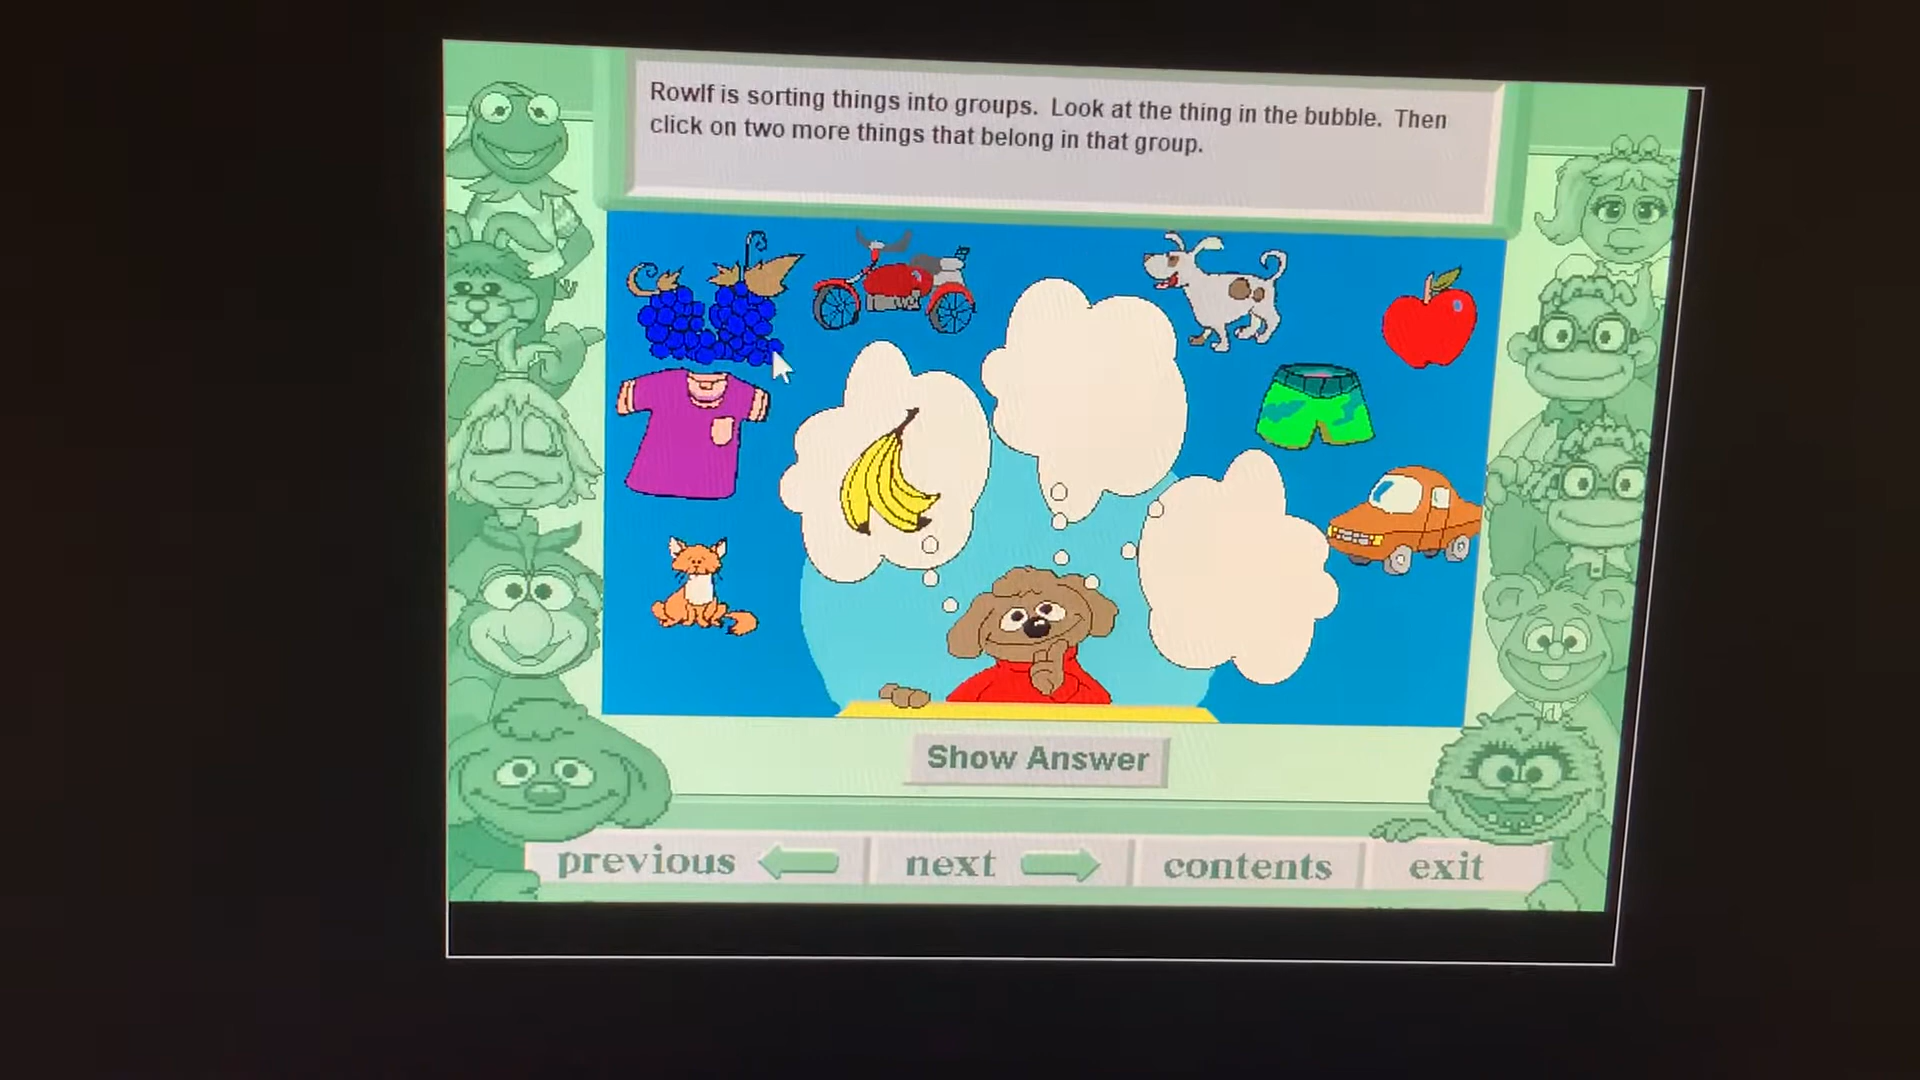 Rowlf is sorting things into groups. Look at the thing in the bubble. Then
click on two more things that belong in that group.
Show Answer
previous
next
contents
exit